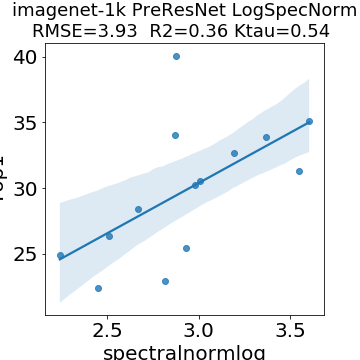 imagenet-1k PreResNet LogSpecNorm
RMSE=3.93 R2=0.36 Ktau=0.54
40
35
30
25
2.5 3.0 3.5
spectralnormlog